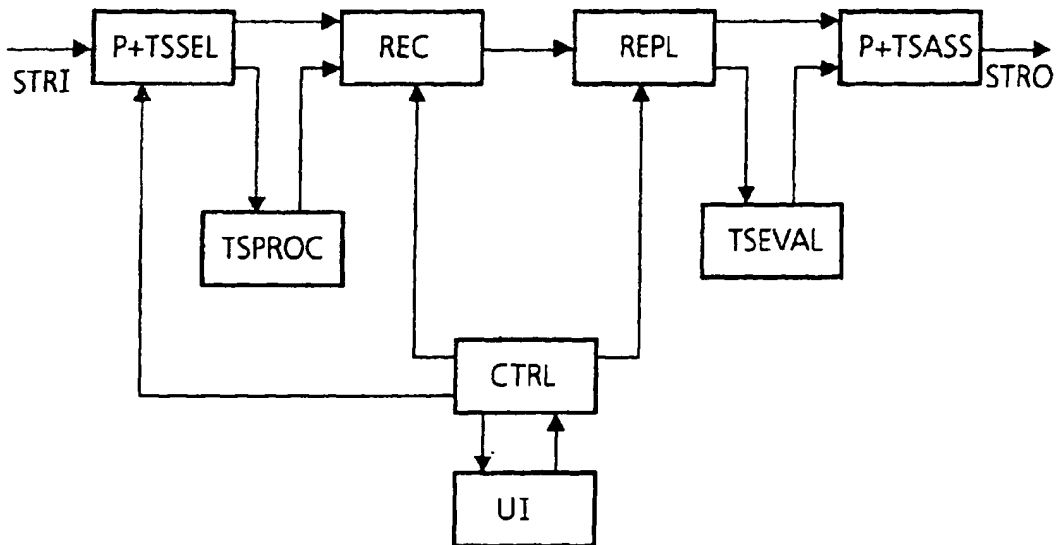 P+TSSEL
REC
REPL
P+TSASS
STRI
STRO
TSPROC
TSEVAL
CTRL
UI